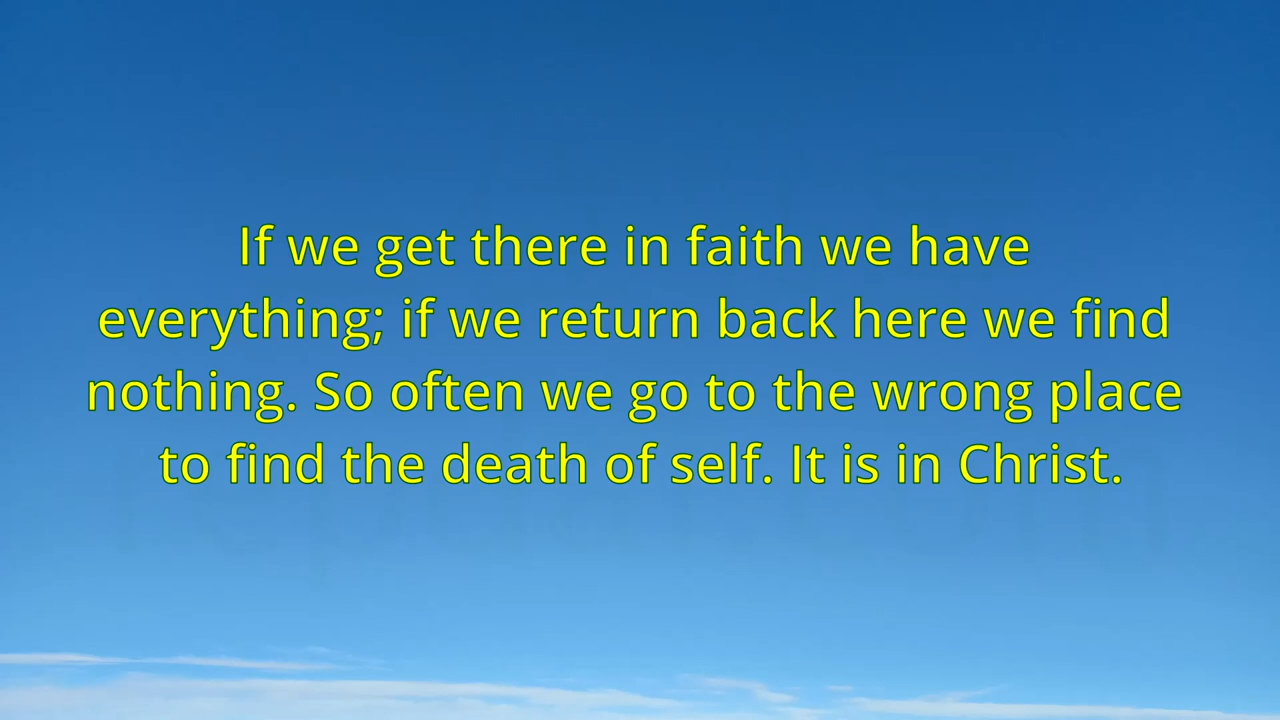 If we get there in faith we have
everything; if we return back here we find
nothing. So often we go to the wrong place
to find the death of self. It is in Christ.